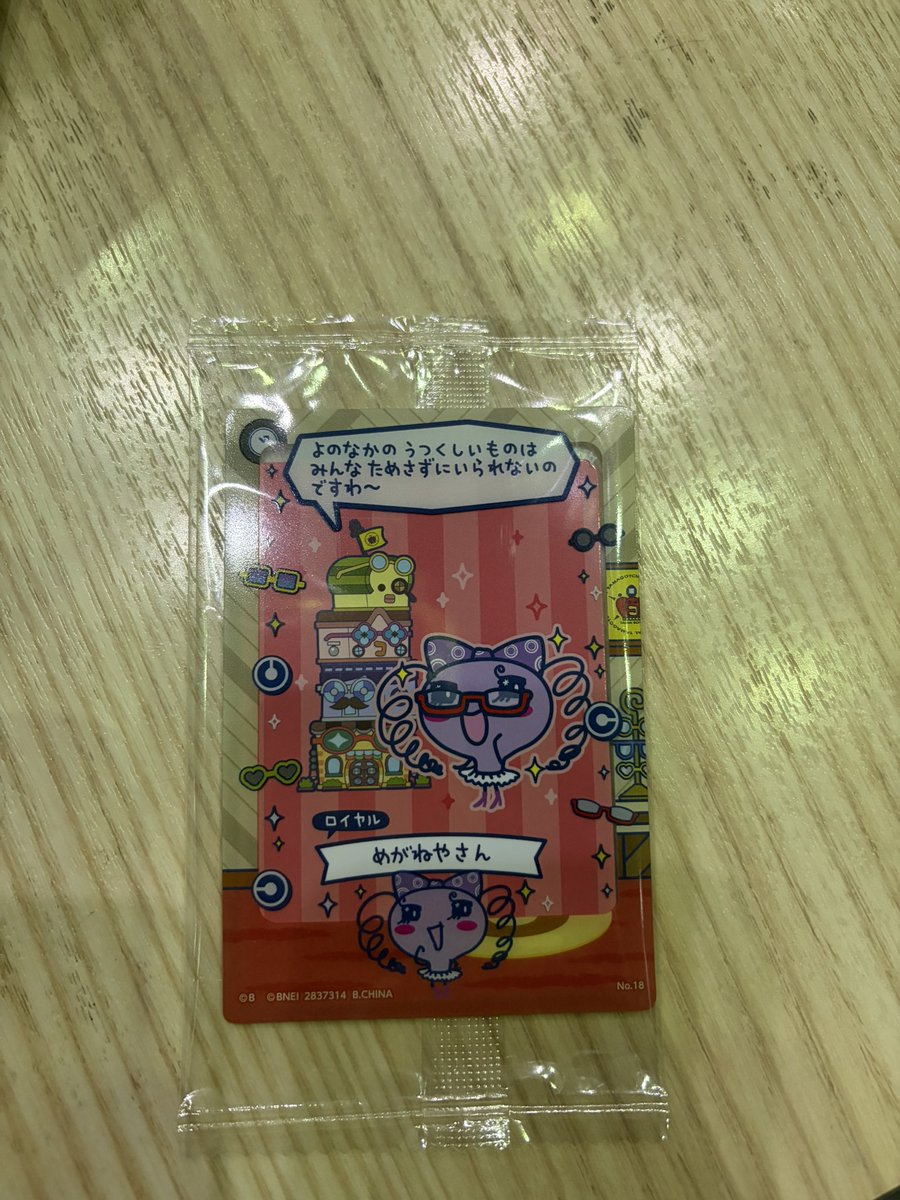 よのなかの うつくしいものは
みんな ためさずにいられないの
ですわ～
ロイヤル
めがねやさん
©B ©BNEI 2837314 B.CHINA
No.18